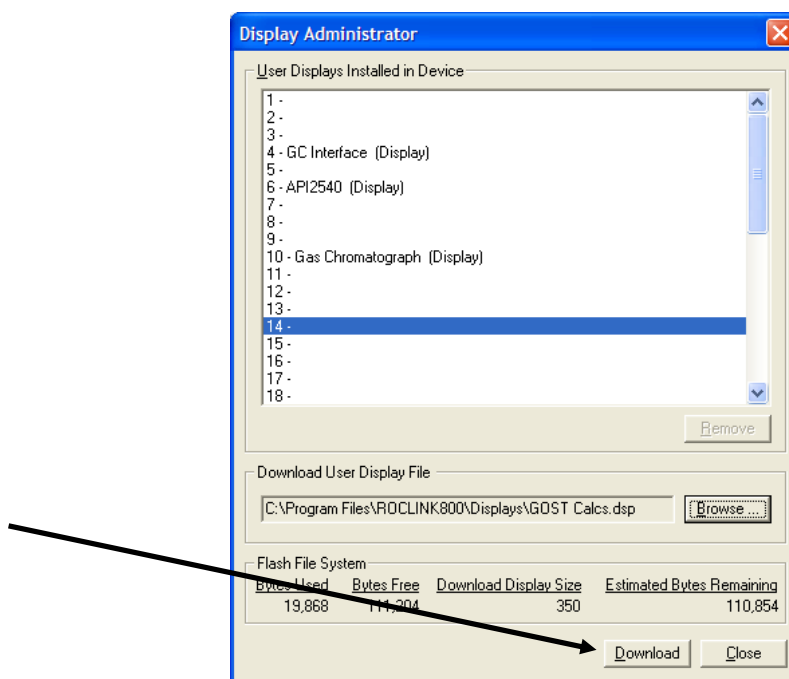 Display Administrator
User Displays Installed in Device
1 -
2 -
3 -
4 - GC Interface (Display)
5 -
6 - API2540 (Display)
7 -
8 -
9 -
10 - Gas Chromatograph (Display)
11 -
12 -
13 -
14 -
15 -
16 -
17 -
18 -
Remove
Download User Display File
C:\Program Files\ROCLINK800\Displays\GOST Calcs.dsp Browse ...
Flash File System
Bytes Used Bytes Free Download Display Size Estimated Bytes Remaining
19,868 111,204 350 110,854
Download Close